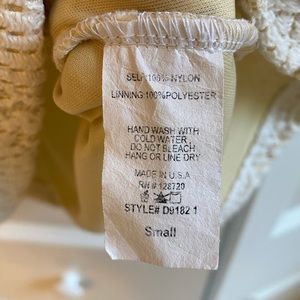 SELF:100%NYLON
LINNING:100%POLYESTER
HAND WASH WITH
COLD WATER
DO NOT BLEACH
HANG OR LINE DRY
MADE IN U.S.A
RN # 128720
STYLE# D9182 1
Small